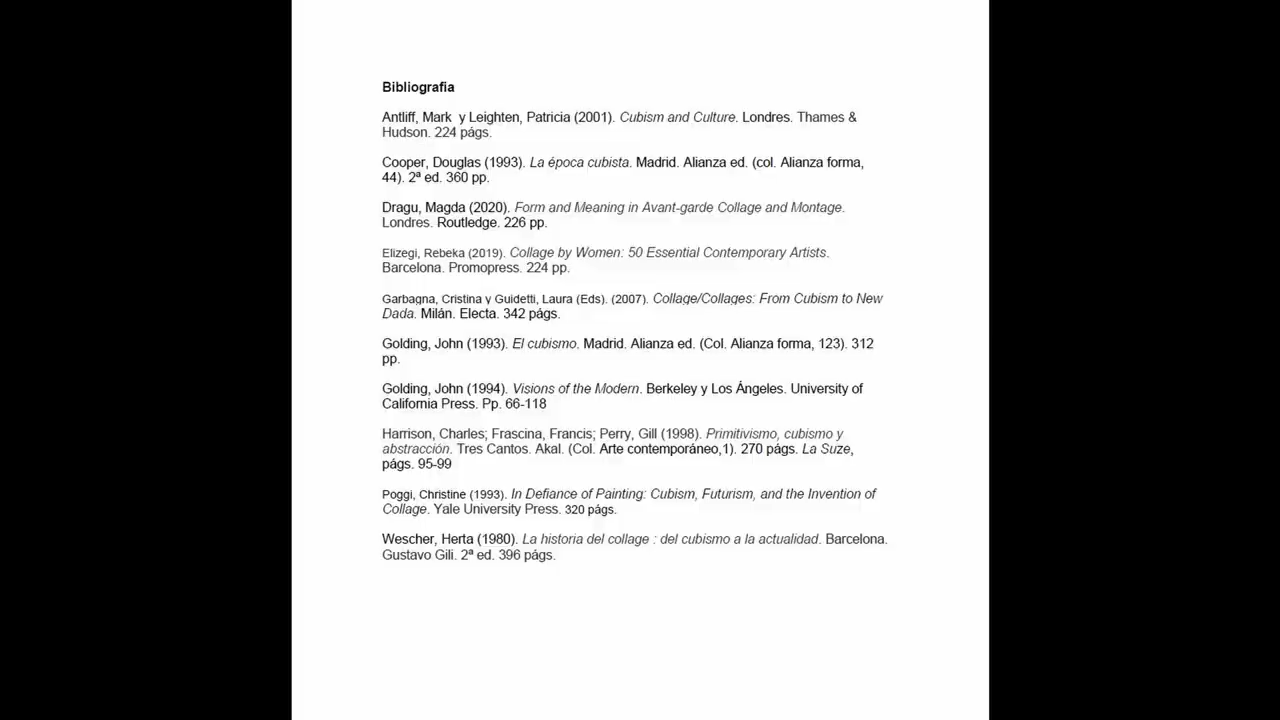 Bibliografia
Antliff, Mark y Leighten, Patricia (2001). Cubism and Culture. Londres. Thames &
Hudson. 224 págs.
Cooper, Douglas (1993). La época cubista. Madrid. Alianza ed. (col. Alianza forma,
44). 2ª ed. 360 pp.
Dragu, Magda (2020). Form and Meaning in Avant-garde Collage and Montage.
Londres. Routledge. 226 pp.
Elizegi, Rebeka (2019). Collage by Women: 50 Essential Contemporary Artists.
Barcelona. Promopress. 224 pp.
Garbagna, Cristina y Guidetti, Laura (Eds). (2007). Collage/Collages: From Cubism to New
Dada. Milán. Electa. 342 págs.
Golding, John (1993). El cubismo. Madrid. Alianza ed. (Col. Alianza forma, 123). 312
pp.
Golding, John (1994). Visions of the Modern. Berkeley y Los Ángeles. University of
California Press. Pp. 66-118
Harrison, Charles; Frascina, Francis; Perry, Gill (1998). Primitivismo, cubismo y
abstracción. Tres Cantos. Akal. (Col. Arte contemporáneo,1). 270 págs. La Suze,
págs. 95-99
Poggi, Christine (1993). In Defiance of Painting: Cubism, Futurism, and the Invention of
Collage. Yale University Press. 320 págs.
Wescher, Herta (1980). La historia del collage : del cubismo a la actualidad. Barcelona.
Gustavo Gili. 2ª ed. 396 págs.